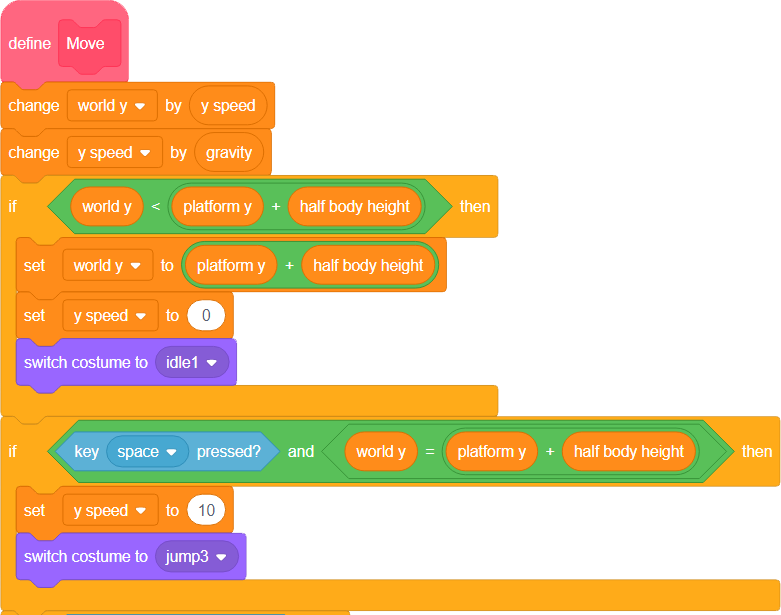 define Move
change world y by y speed
change y speed by gravity
if world y < platform y + half body height then
set world y to platform y + half body height
set y speed to 0
switch costume to idle1
if key space pressed? and world y = platform y + half body height then
set y speed to 10
switch costume to jump3